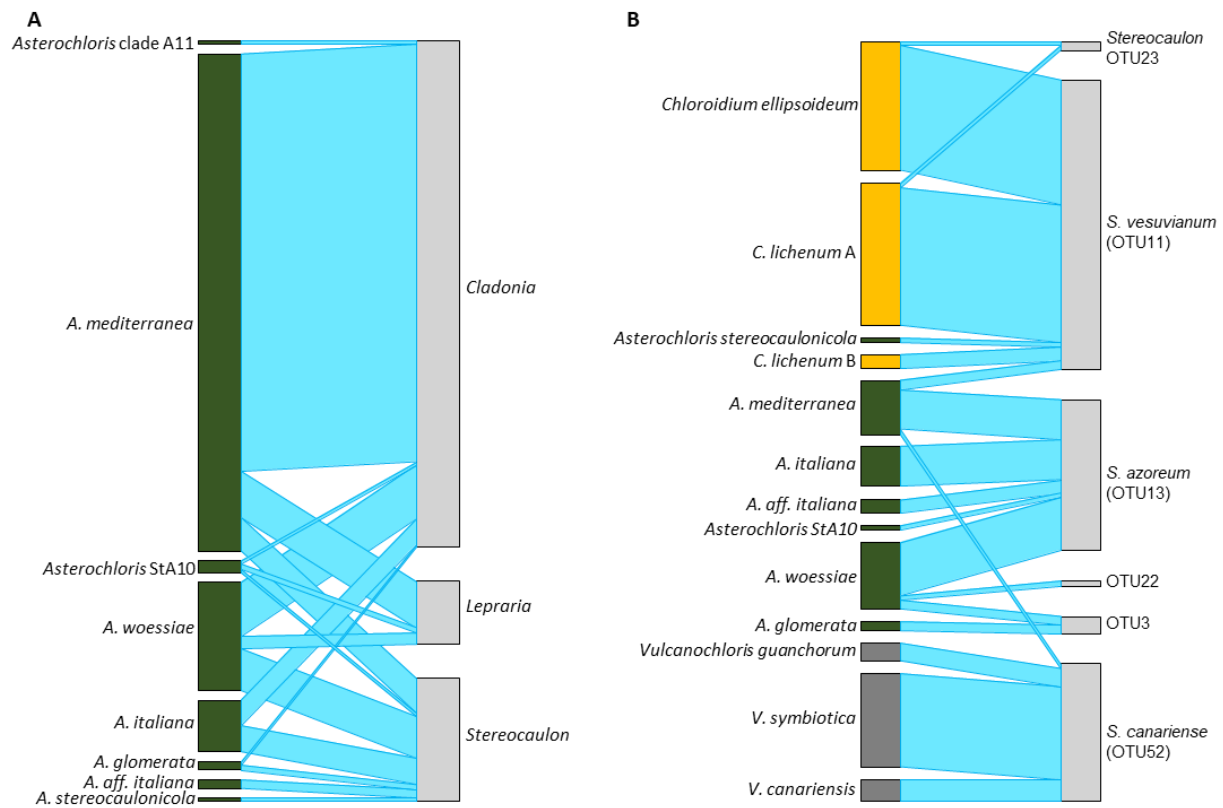 A
Asterochloris clade A11
A. mediterranea
Asterochloris StA10
A. woessiae
A. italiana
A. glomerata
A. aff. italiana
A. stereocaulonicola
Cladonia
Lepraria
Stereocaulon
B
Chloroidium ellipsoideum
C. lichenum A
Asterochloris stereocaulonicola
C. lichenum B
A. mediterranea
A. italiana
A. aff. italiana
Asterochloris StA10
A. woessiae
A. glomerata
Vulcanochloris guanchorum
V. symbiotica
V. canariensis
Stereocaulon
OTU23
S. vesuvianum
(OTU11)
S. azoreum
(OTU13)
OTU22
OTU3
S. canariense
(OTU52)